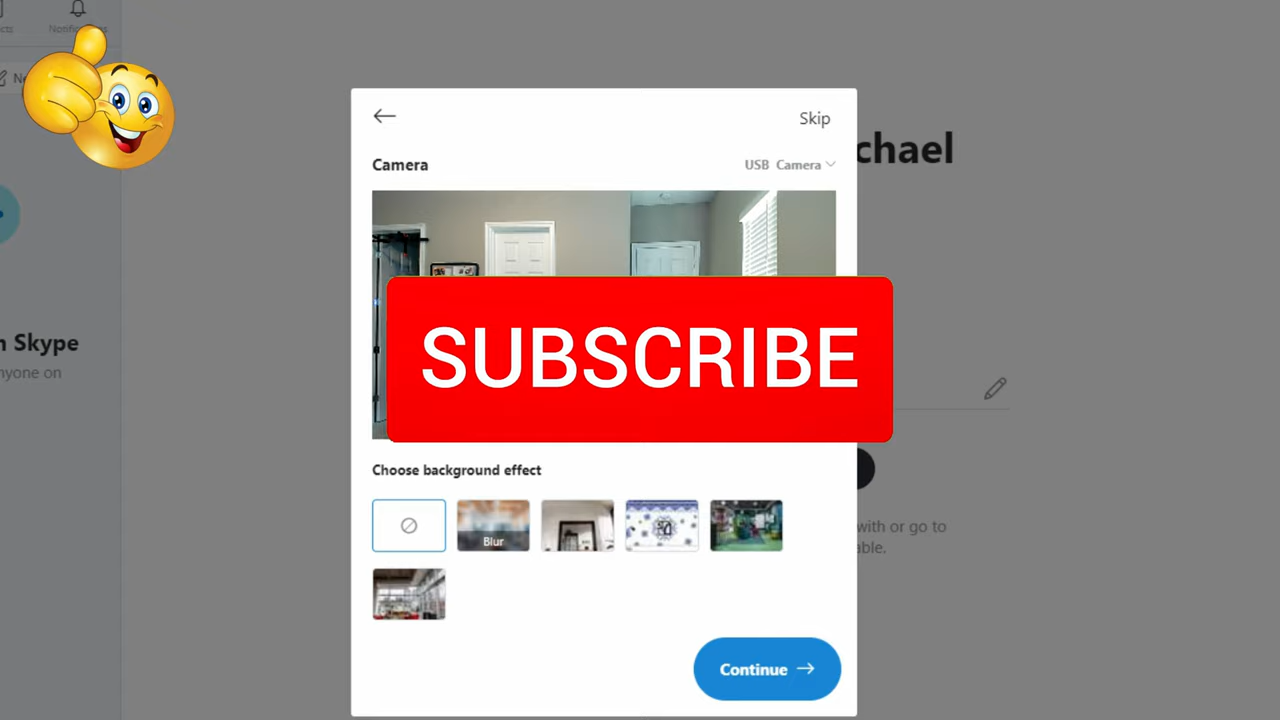 Skip
chael
Camera
USB Camera
SUBSCRIBE
n Skype
nyone on
Choose background effect
Blur
with or go to
able.
Continue